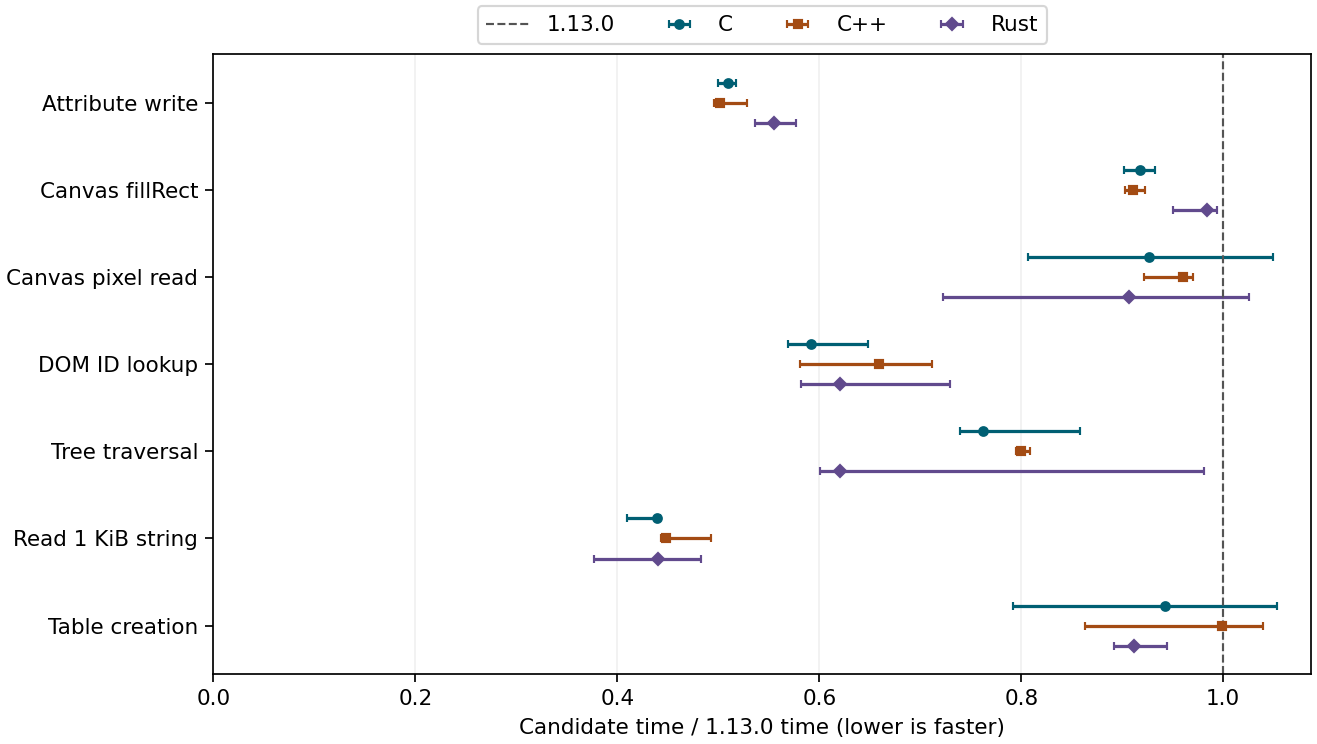 1.13.0 C C++ Rust
Attribute write
Canvas fillRect
Canvas pixel read
DOM ID lookup
Tree traversal
Read 1 KiB string
Table creation
0.0 0.2 0.4 0.6 0.8 1.0
Candidate time / 1.13.0 time (lower is faster)